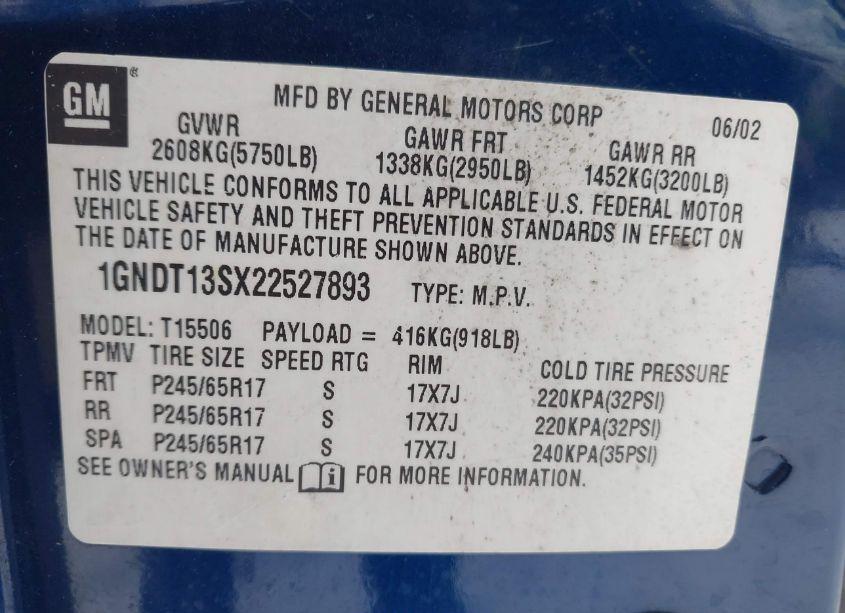 GM®
MFD BY GENERAL MOTORS CORP 06/02
GVWR GAWR FRT GAWR RR
2608KG(5750LB) 1338KG(2950LB) 1452KG(3200LB)
THIS VEHICLE CONFORMS TO ALL APPLICABLE U.S. FEDERAL MOTOR
VEHICLE SAFETY AND THEFT PREVENTION STANDARDS IN EFFECT ON
THE DATE OF MANUFACTURE SHOWN ABOVE.
1GNDT13SX22527893 TYPE: M.P.V.
MODEL: T15506 PAYLOAD = 416KG(918LB)
TPMV TIRE SIZE SPEED RTG RIM COLD TIRE PRESSURE
FRT P245/65R17 S 17X7J 220KPA(32PSI)
RR P245/65R17 S 17X7J 220KPA(32PSI)
SPA P245/65R17 S 17X7J 240KPA(35PSI)
SEE OWNER'S MANUAL i FOR MORE INFORMATION.